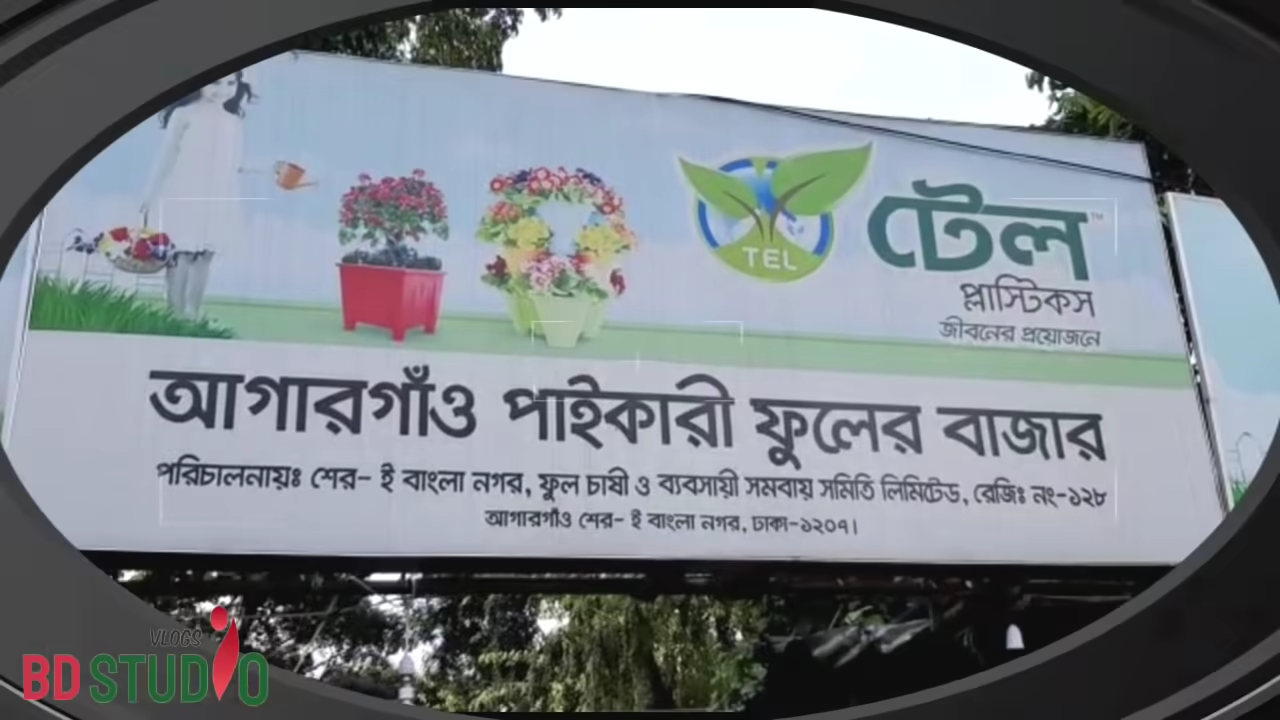 TEL
টেল™
প্লাস্টিকস
জীবনের প্রয়োজনে
আগারগাঁও পাইকারী ফুলের বাজার
পরিচালনায়ঃ শের- ই বাংলা নগর, ফুল চাষী ও ব্যবসায়ী সমবায় সমিতি লিমিটেড, রেজিঃ নং-১২৮
আগারগাঁও শের- ই বাংলা নগর, ঢাকা-১২০৭।
VLOGS
BD STUDIO